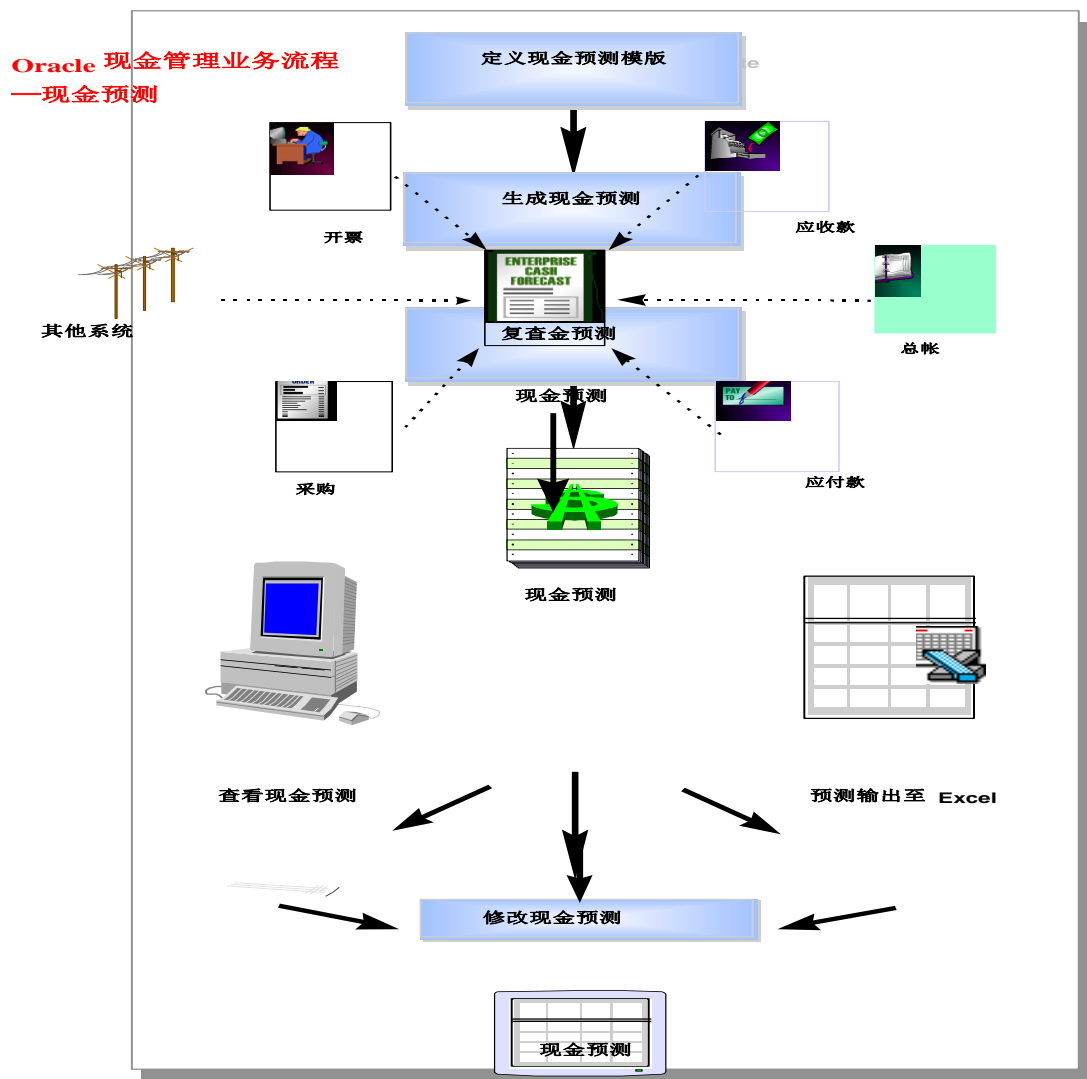 Oracle 现金管理业务流程
—现金预测
定义现金预测模版
te
生成现金预测
开票
应收款
ENTERPRISE
CASH
FORECAST
其他系统
复查金预测
总帐
现金预测
ORDER
PAY
TO
采购
应付款
现金预测
查看现金预测
预测输出至 Excel
修改现金预测
现金预测